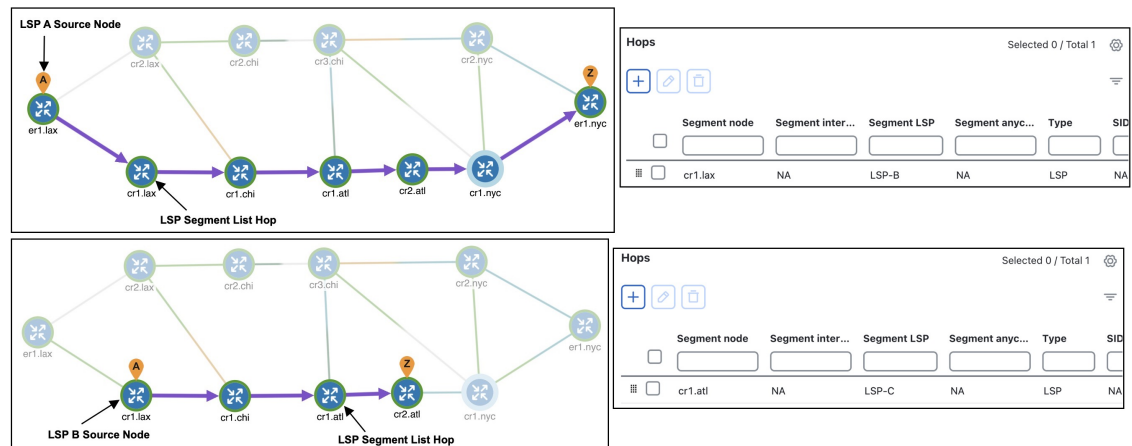 LSP A Source Node
A
er1.lax
cr2.lax
cr2.chi
cr3.chi
cr2.nyc
Z
er1.nyc
cr1.lax
cr1.chi
cr1.atl
cr2.atl
cr1.nyc
LSP Segment List Hop
Hops
Selected 0 / Total 1
Segment node Segment inter... Segment LSP Segment anyc... Type SID
cr1.lax NA LSP-B NA LSP NA
er1.lax
cr2.lax
cr2.chi
cr3.chi
cr2.nyc
er1.nyc
A
Z
cr1.lax
cr1.chi
cr1.atl
cr2.atl
cr1.nyc
LSP B Source Node
LSP Segment List Hop
Hops
Selected 0 / Total 1
Segment node Segment inter... Segment LSP Segment anyc... Type SID
cr1.atl NA LSP-C NA LSP NA